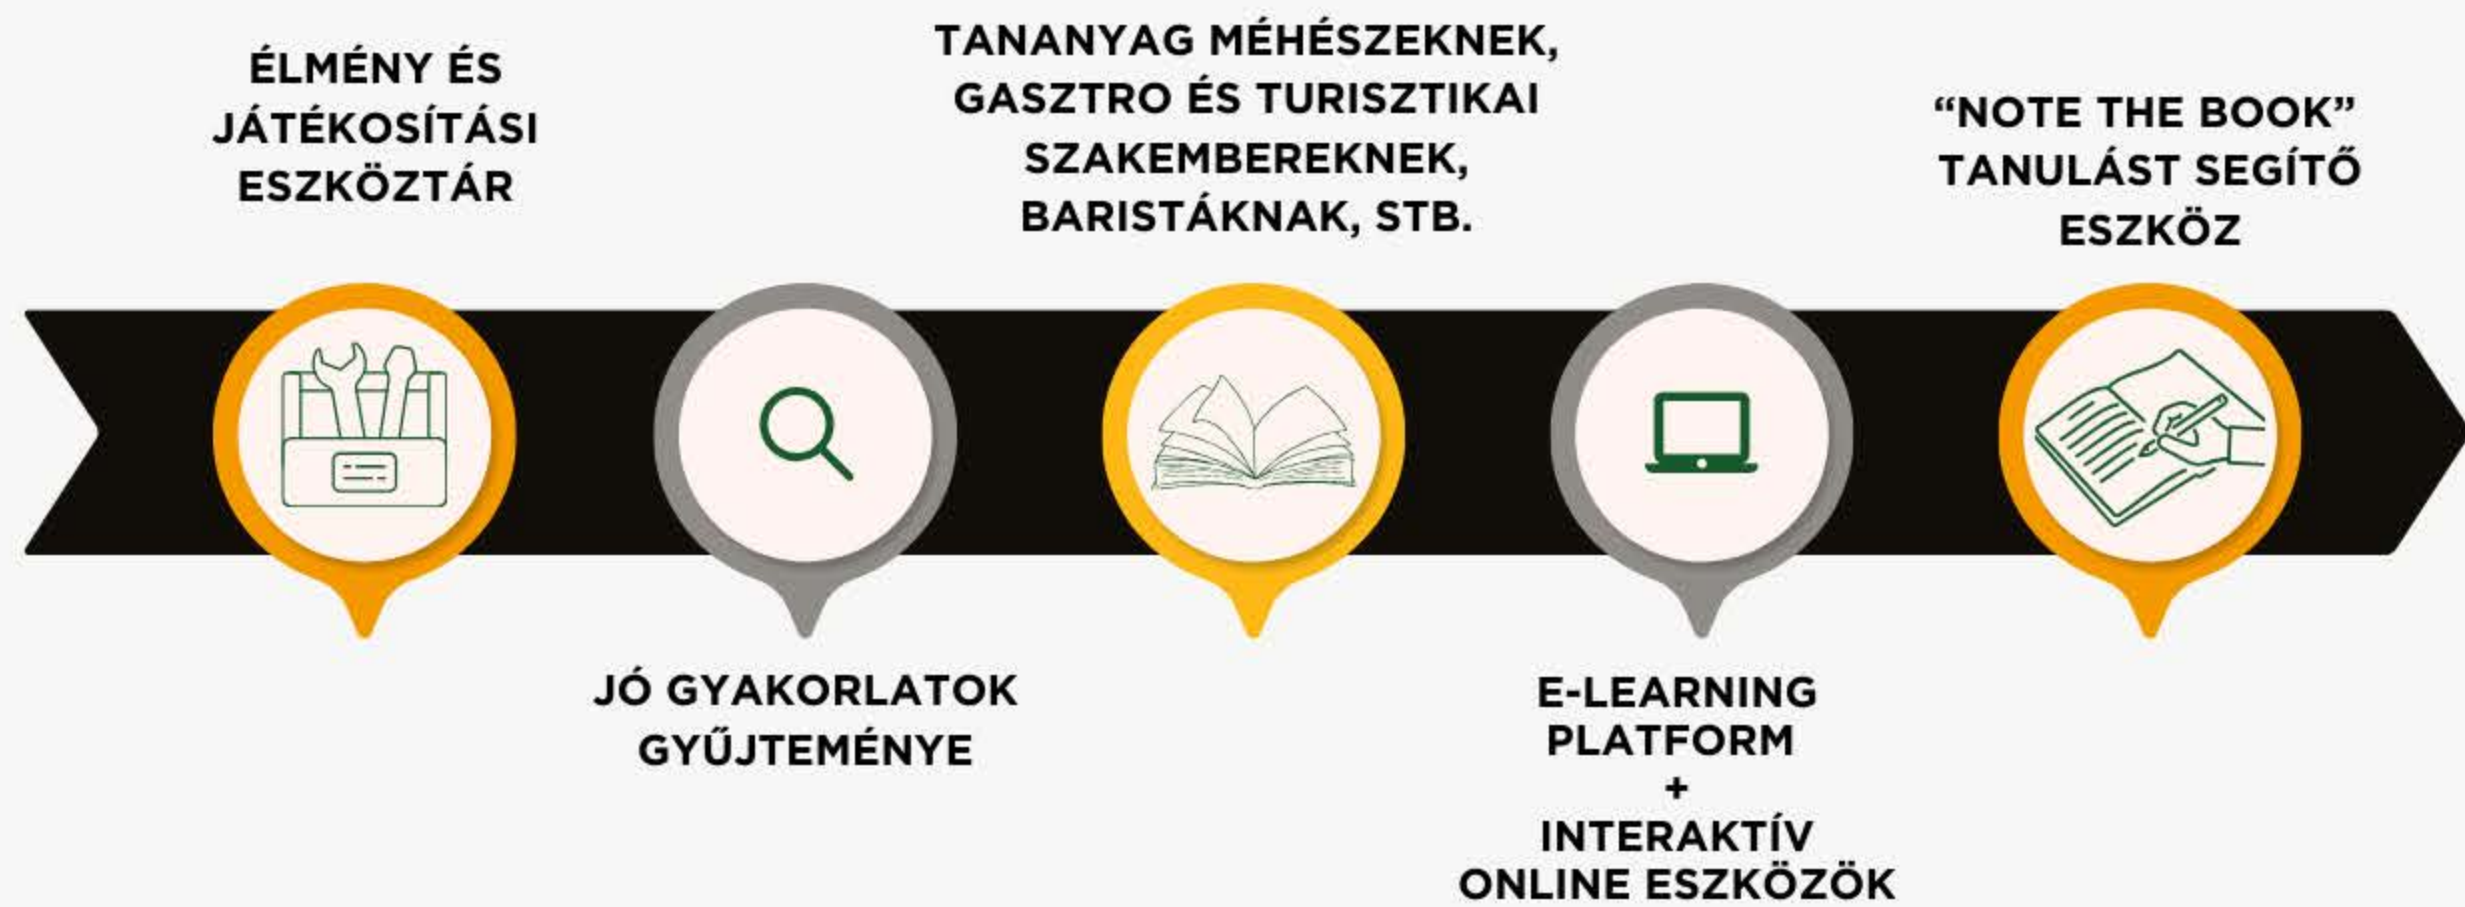 ÉLMÉNY ÉS
JÁTÉKOSÍTÁSI
ESZKÖZTÁR
JÓ GYAKORLATOK
GYŰJTEMÉNYE
TANANYAG MÉHÉSZEKNEK,
GASZTRO ÉS TURISZTIKAI
SZAKEMBEREKNEK,
BARISTÁKNAK, STB.
E-LEARNING
PLATFORM
+
INTERAKTÍV
ONLINE ESZKÖZÖK
“NOTE THE BOOK”
TANULÁST SEGÍTŐ
ESZKÖZ